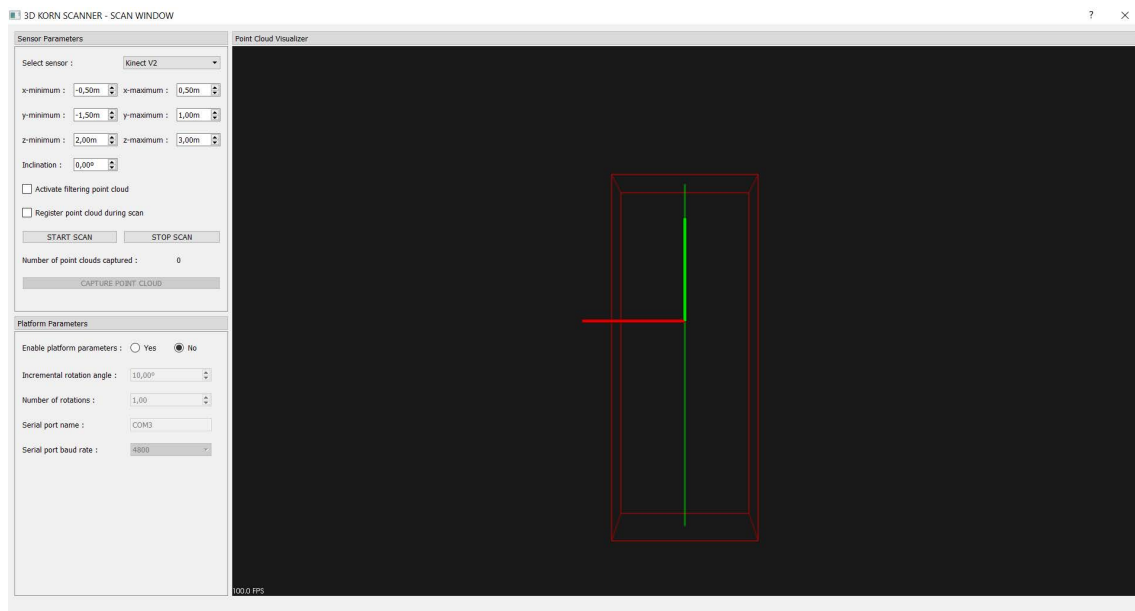 3D KORN SCANNER - SCAN WINDOW ?
Sensor Parameters
Select sensor : Kinect V2
x-minimum : -0,50m x-maximum : 0,50m
y-minimum : -1,50m y-maximum : 1,00m
z-minimum : 2,00m z-maximum : 3,00m
Inclination : 0,00º
Activate filtering point cloud
Register point cloud during scan
START SCAN STOP SCAN
Number of point clouds captured : 0
CAPTURE POINT CLOUD
Platform Parameters
Enable platform parameters : Yes No
Incremental rotation angle : 10,00º
Number of rotations : 1,00
Serial port name : COM3
Serial port baud rate : 4800
Point Cloud Visualizer
100.0 FPS